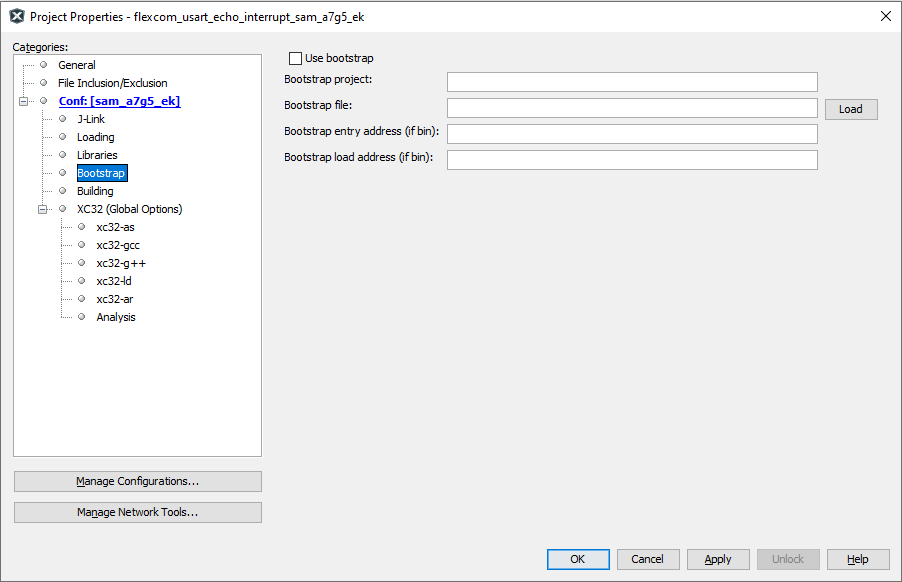 Project Properties - flexcom_usart_echo_interrupt_sam_a7g5_ek
Categories:
General
File Inclusion/Exclusion
Conf: [sam_a7g5_ek]
J-Link
Loading
Libraries
Bootstrap
Building
XC32 (Global Options)
xc32-as
xc32-gcc
xc32-g++
xc32-ld
xc32-ar
Analysis
Manage Configurations...
Manage Network Tools...
Use bootstrap
Bootstrap project:
Bootstrap file:
Load
Bootstrap entry address (if bin):
Bootstrap load address (if bin):
OK
Cancel
Apply
Unlock
Help